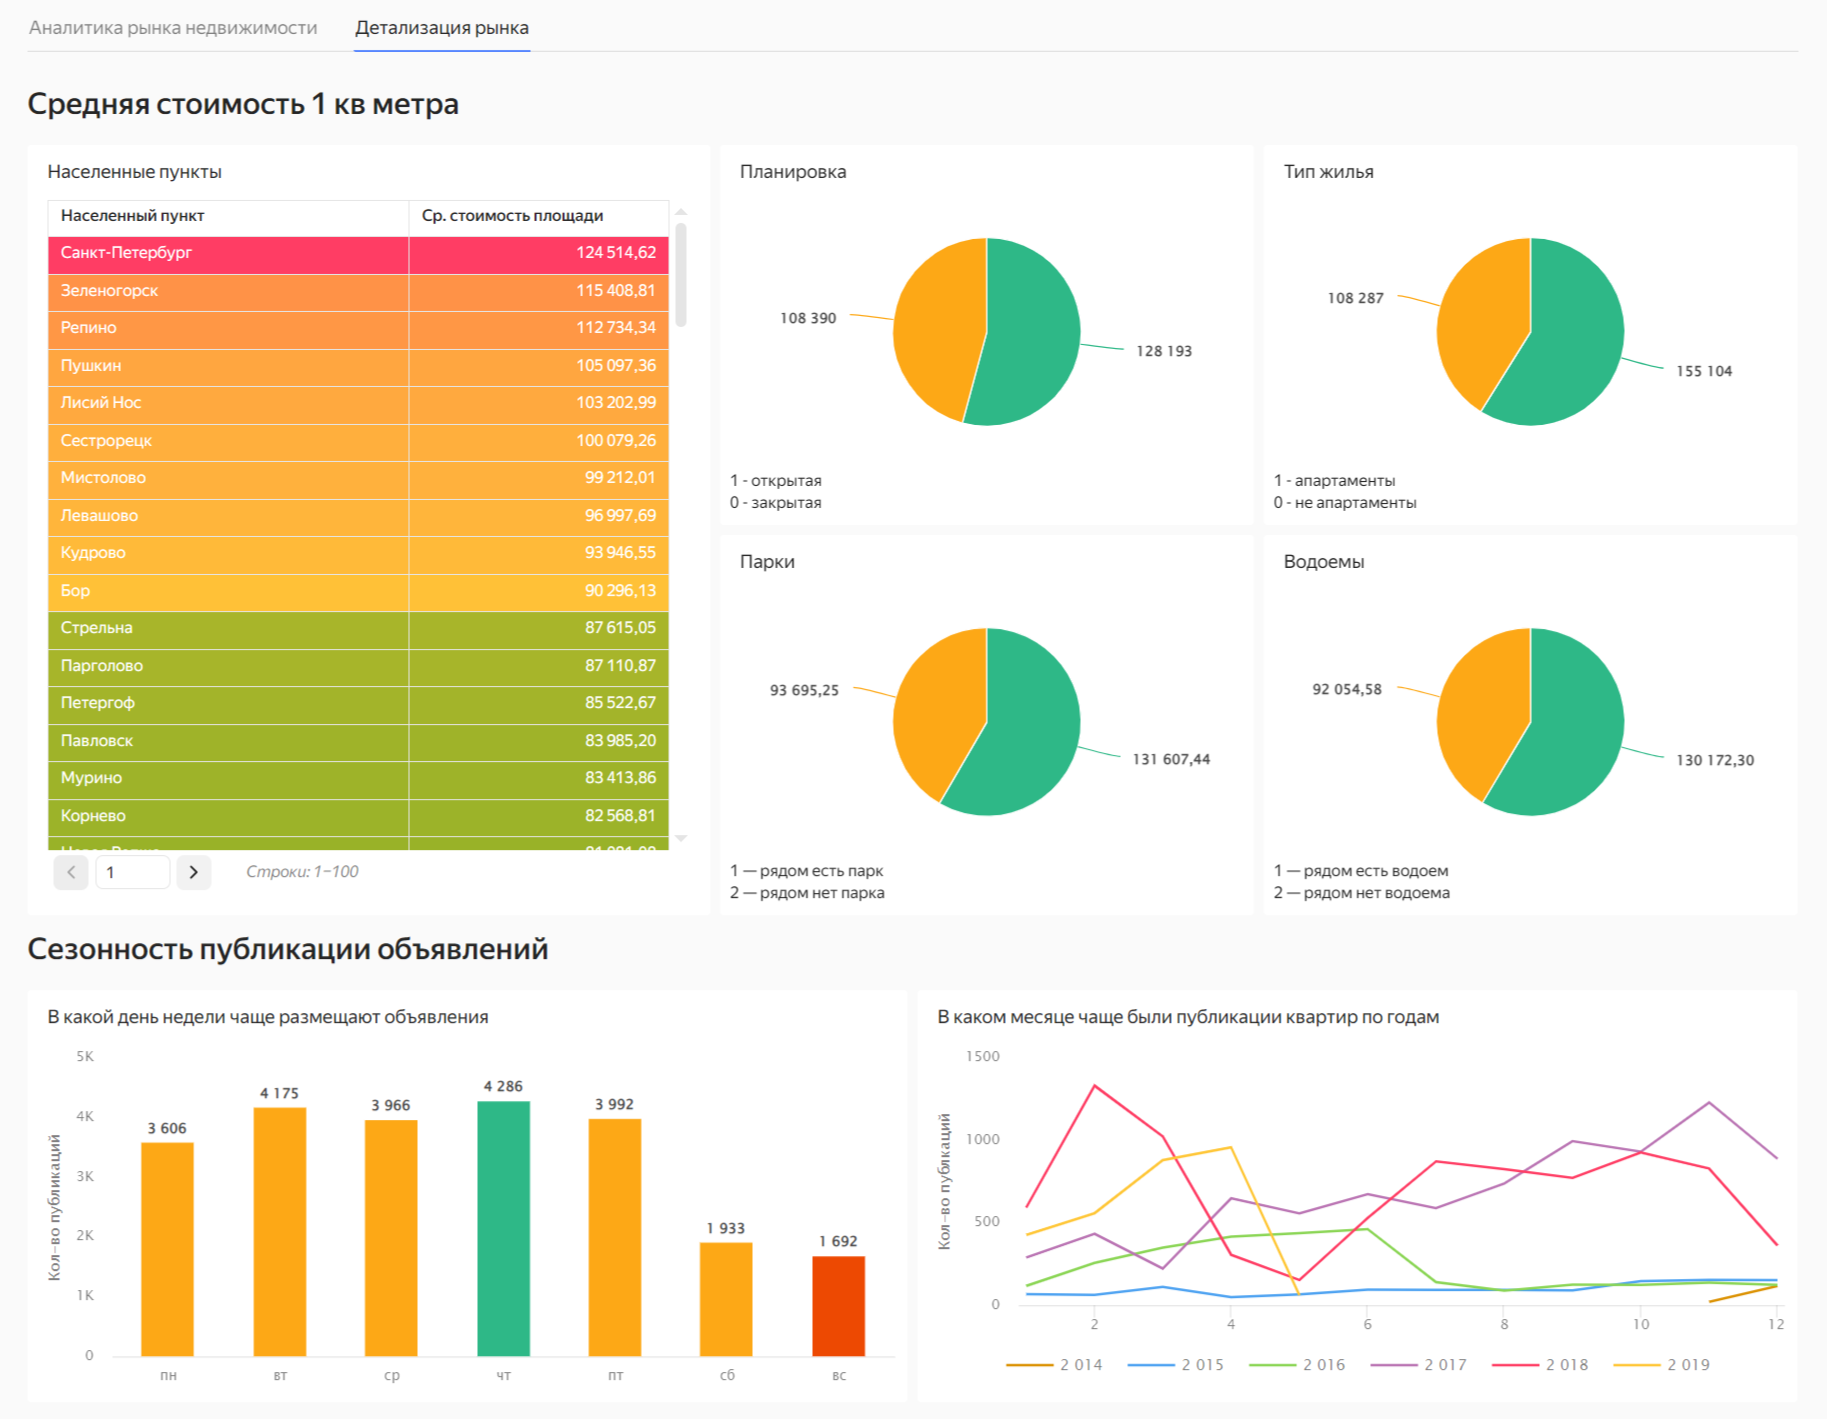 Аналитика рынка недвижимости
Детализация рынка
Средняя стоимость 1 кв метра
Населенные пункты
Населенный пункт Ср. стоимость площади
Санкт-Петербург 124 514,62
Зеленогорск 115 408,81
Репино 112 734,34
Пушкин 105 097,36
Лисий Нос 103 202,99
Сестрорецк 100 079,26
Мистолово 99 212,01
Левашово 96 997,69
Кудрово 93 946,55
Бор 90 296,13
Стрельна 87 615,05
Парголово 87 110,87
Петергоф 85 522,67
Павловск 83 985,20
Мурино 83 413,86
Корнево 82 568,81
1
Строки: 1–100
Планировка
108 390
128 193
1 - открытая
0 - закрытая
Тип жилья
108 287
155 104
1 - апартаменты
0 - не апартаменты
Парки
93 695,25
131 607,44
1 — рядом есть парк
2 — рядом нет парка
Водоемы
92 054,58
130 172,30
1 — рядом есть водоем
2 — рядом нет водоема
Сезонность публикации объявлений
В какой день недели чаще размещают объявления
Кол-во публикаций
5K
4K
3K
2K
1K
0
3 606
4 175
3 966
4 286
3 992
1 933
1 692
пн вт ср чт пт сб вс
В каком месяце чаще были публикации квартир по годам
Кол-во публкаций
1500
1000
500
0
2 4 6 8 10 12
2 014 2 015 2 016 2 017 2 018 2 019